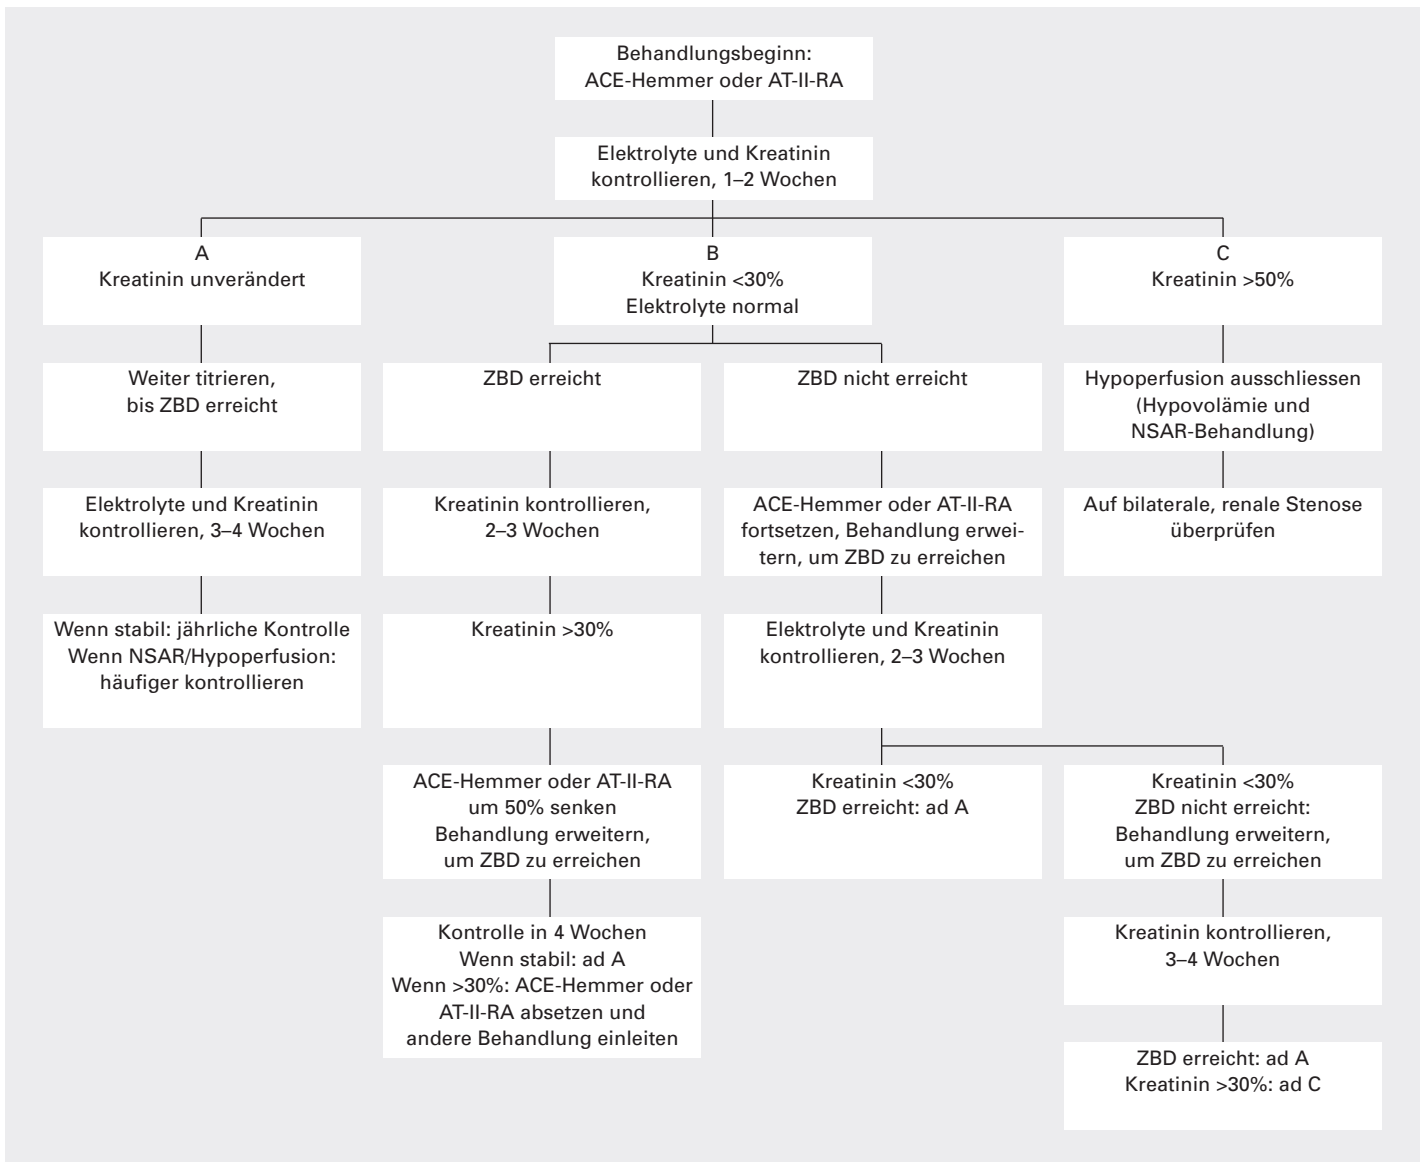 Behandlungsbeginn:
ACE-Hemmer oder AT-II-RA
Elektrolyte und Kreatinin
kontrollieren, 1–2 Wochen
A
Kreatinin unverändert
B
Kreatinin <30%
Elektrolyte normal
C
Kreatinin >50%
Weiter titrieren,
bis ZBD erreicht
ZBD erreicht
ZBD nicht erreicht
Hypoperfusion ausschliessen
(Hypovolämie und
NSAR-Behandlung)
Elektrolyte und Kreatinin
kontrollieren, 3–4 Wochen
Kreatinin kontrollieren,
2–3 Wochen
ACE-Hemmer oder AT-II-RA
fortsetzen, Behandlung erwei-
tern, um ZBD zu erreichen
Auf bilaterale, renale Stenose
überprüfen
Wenn stabil: jährliche Kontrolle
Wenn NSAR/Hypoperfusion:
häufiger kontrollieren
Kreatinin >30%
Elektrolyte und Kreatinin
kontrollieren, 2–3 Wochen
ACE-Hemmer oder AT-II-RA
um 50% senken
Behandlung erweitern,
um ZBD zu erreichen
Kreatinin <30%
ZBD erreicht: ad A
Kreatinin <30%
ZBD nicht erreicht:
Behandlung erweitern,
um ZBD zu erreichen
Kontrolle in 4 Wochen
Wenn stabil: ad A
Wenn >30%: ACE-Hemmer oder
AT-II-RA absetzen und
andere Behandlung einleiten
Kreatinin kontrollieren,
3–4 Wochen
ZBD erreicht: ad A
Kreatinin >30%: ad C